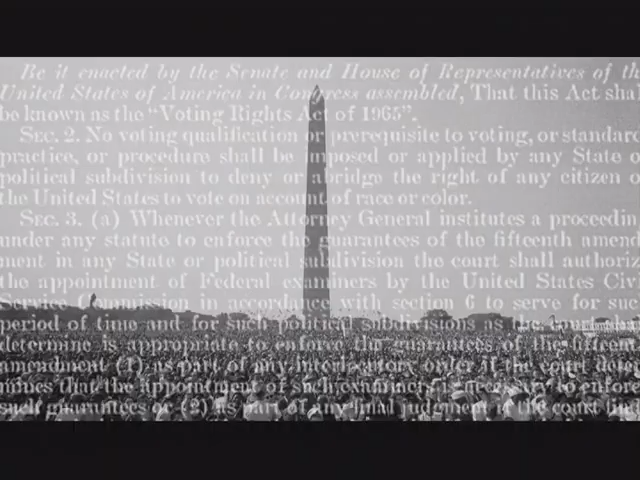 Be it enacted by the Senate and House of Representatives of the
United States of America in Congress assembled, That this Act shal
be known as the "Voting Rights Act of 1965".
SEC. 2. No voting qualification or prerequisite to voting, or standard
practice, or procedure shall be imposed or applied by any State o
political subdivision to deny or abridge the right of any citizen o
the United States to vote on account of race or color.
SEC. 3. (a) Whenever the Attorney General institutes a proceedin
under any statute to enforce the guarantees of the fifteenth amend
ment in any State or political subdivision the court shall authoriz
the appointment of Federal examiners by the United States Civ
Service Commission in accordance with section 6 to serve for suc
period of time and for such political subdivisions as the
determine is appropriate to enforce the guarantees of the fifteen
amendment (1) as part of any interlocutory order if the court deter
mines that the appointment of such examiners is necessary to enforc
such guarantees or (2) as part of any final judgment if the court find